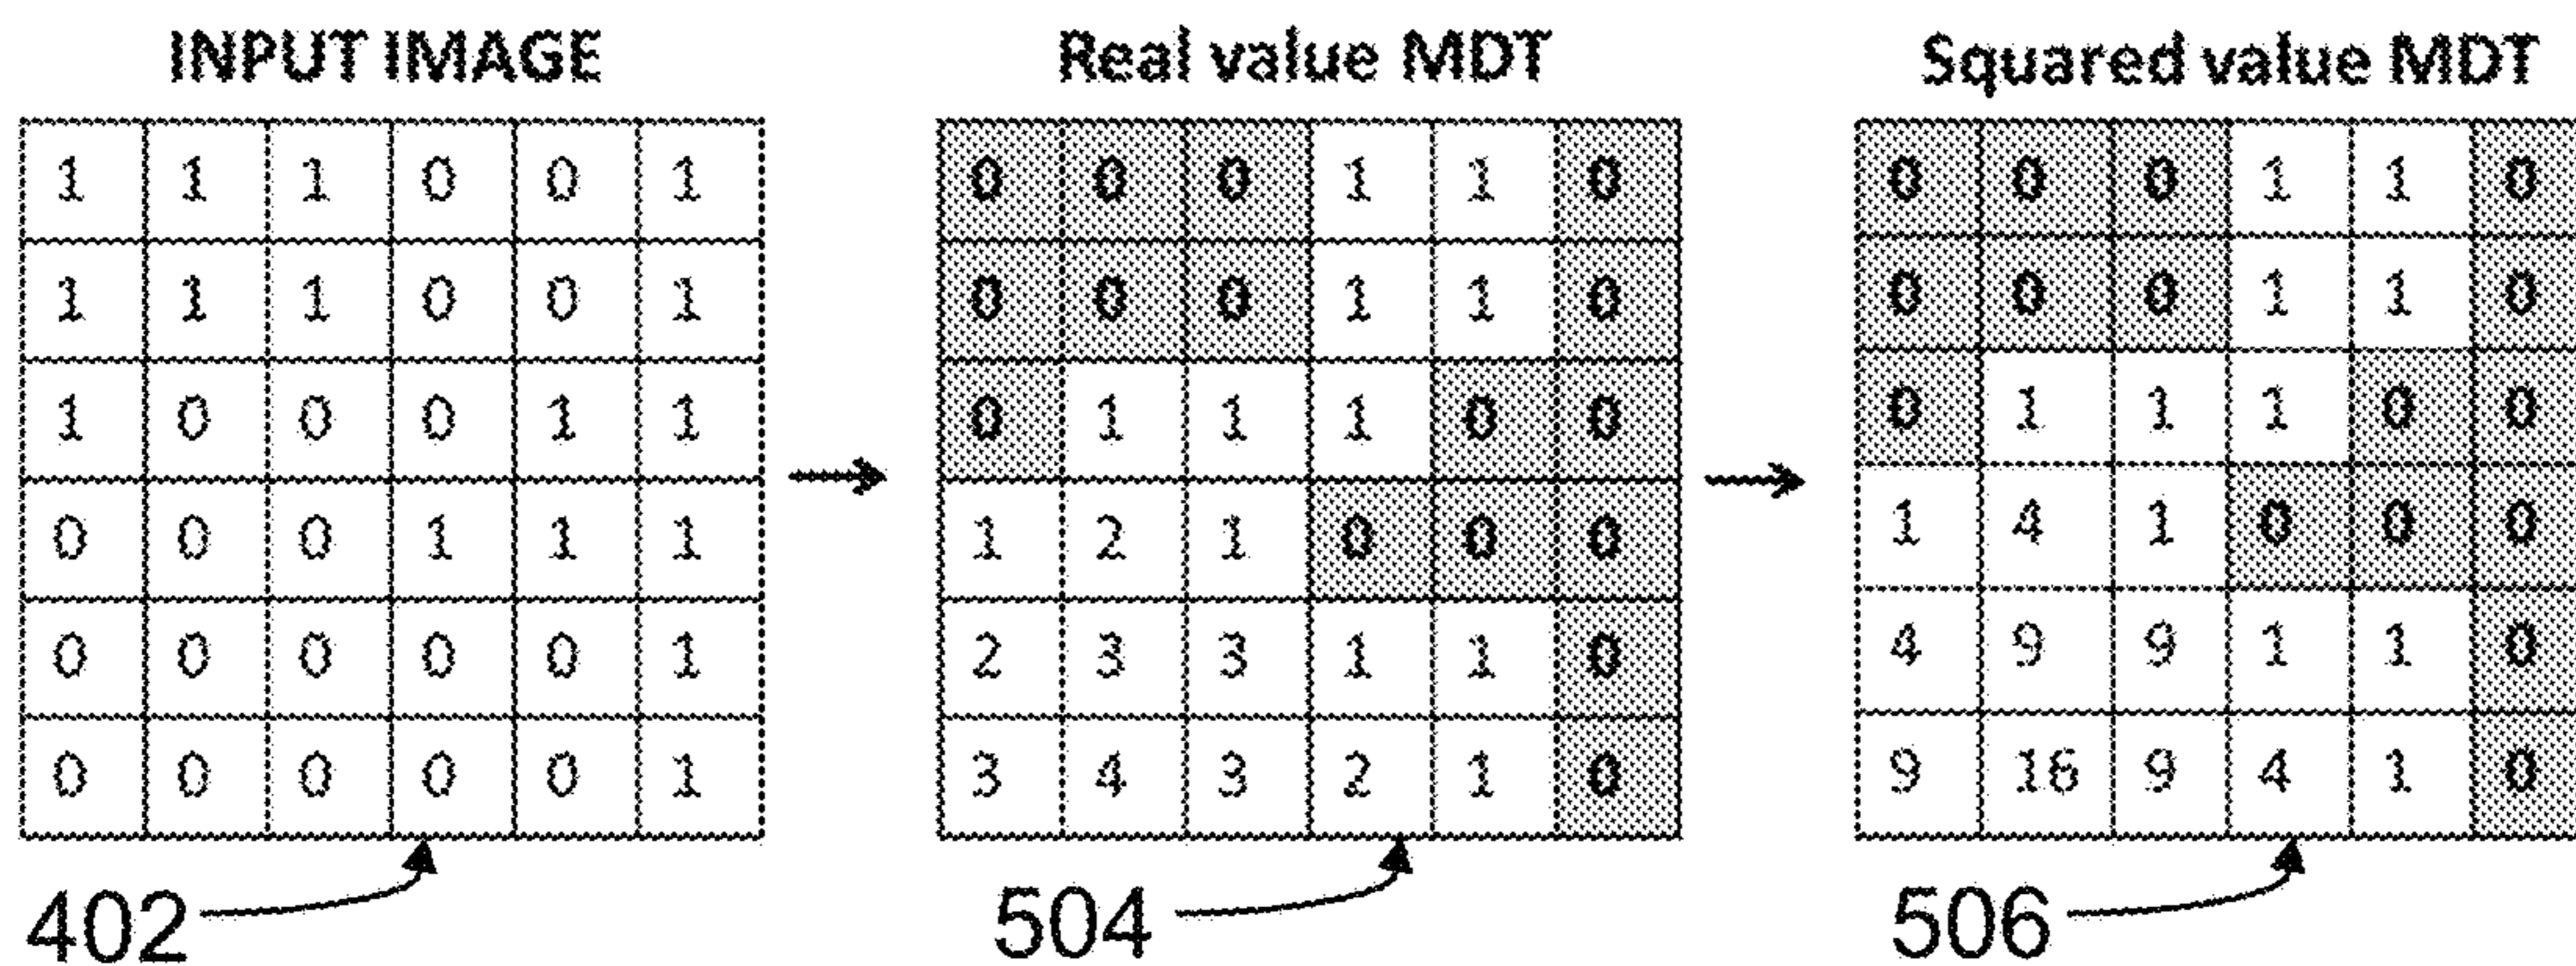 INPUT IMAGE Real value MDT Squared value MDT
1 1 1 0 0 1 0 0 0 1 1 0 0 0 0 1 1 0
1 1 1 0 0 1 0 0 0 1 1 0 0 0 0 1 1 0
1 0 0 0 1 1 0 1 1 1 0 0 0 1 1 1 0 0
0 0 0 1 1 1 1 2 1 0 0 0 1 4 1 0 0 0
0 0 0 0 0 1 2 3 3 1 1 0 4 9 9 1 1 0
0 0 0 0 0 1 3 4 3 2 1 0 9 16 9 4 1 0
402 504 506